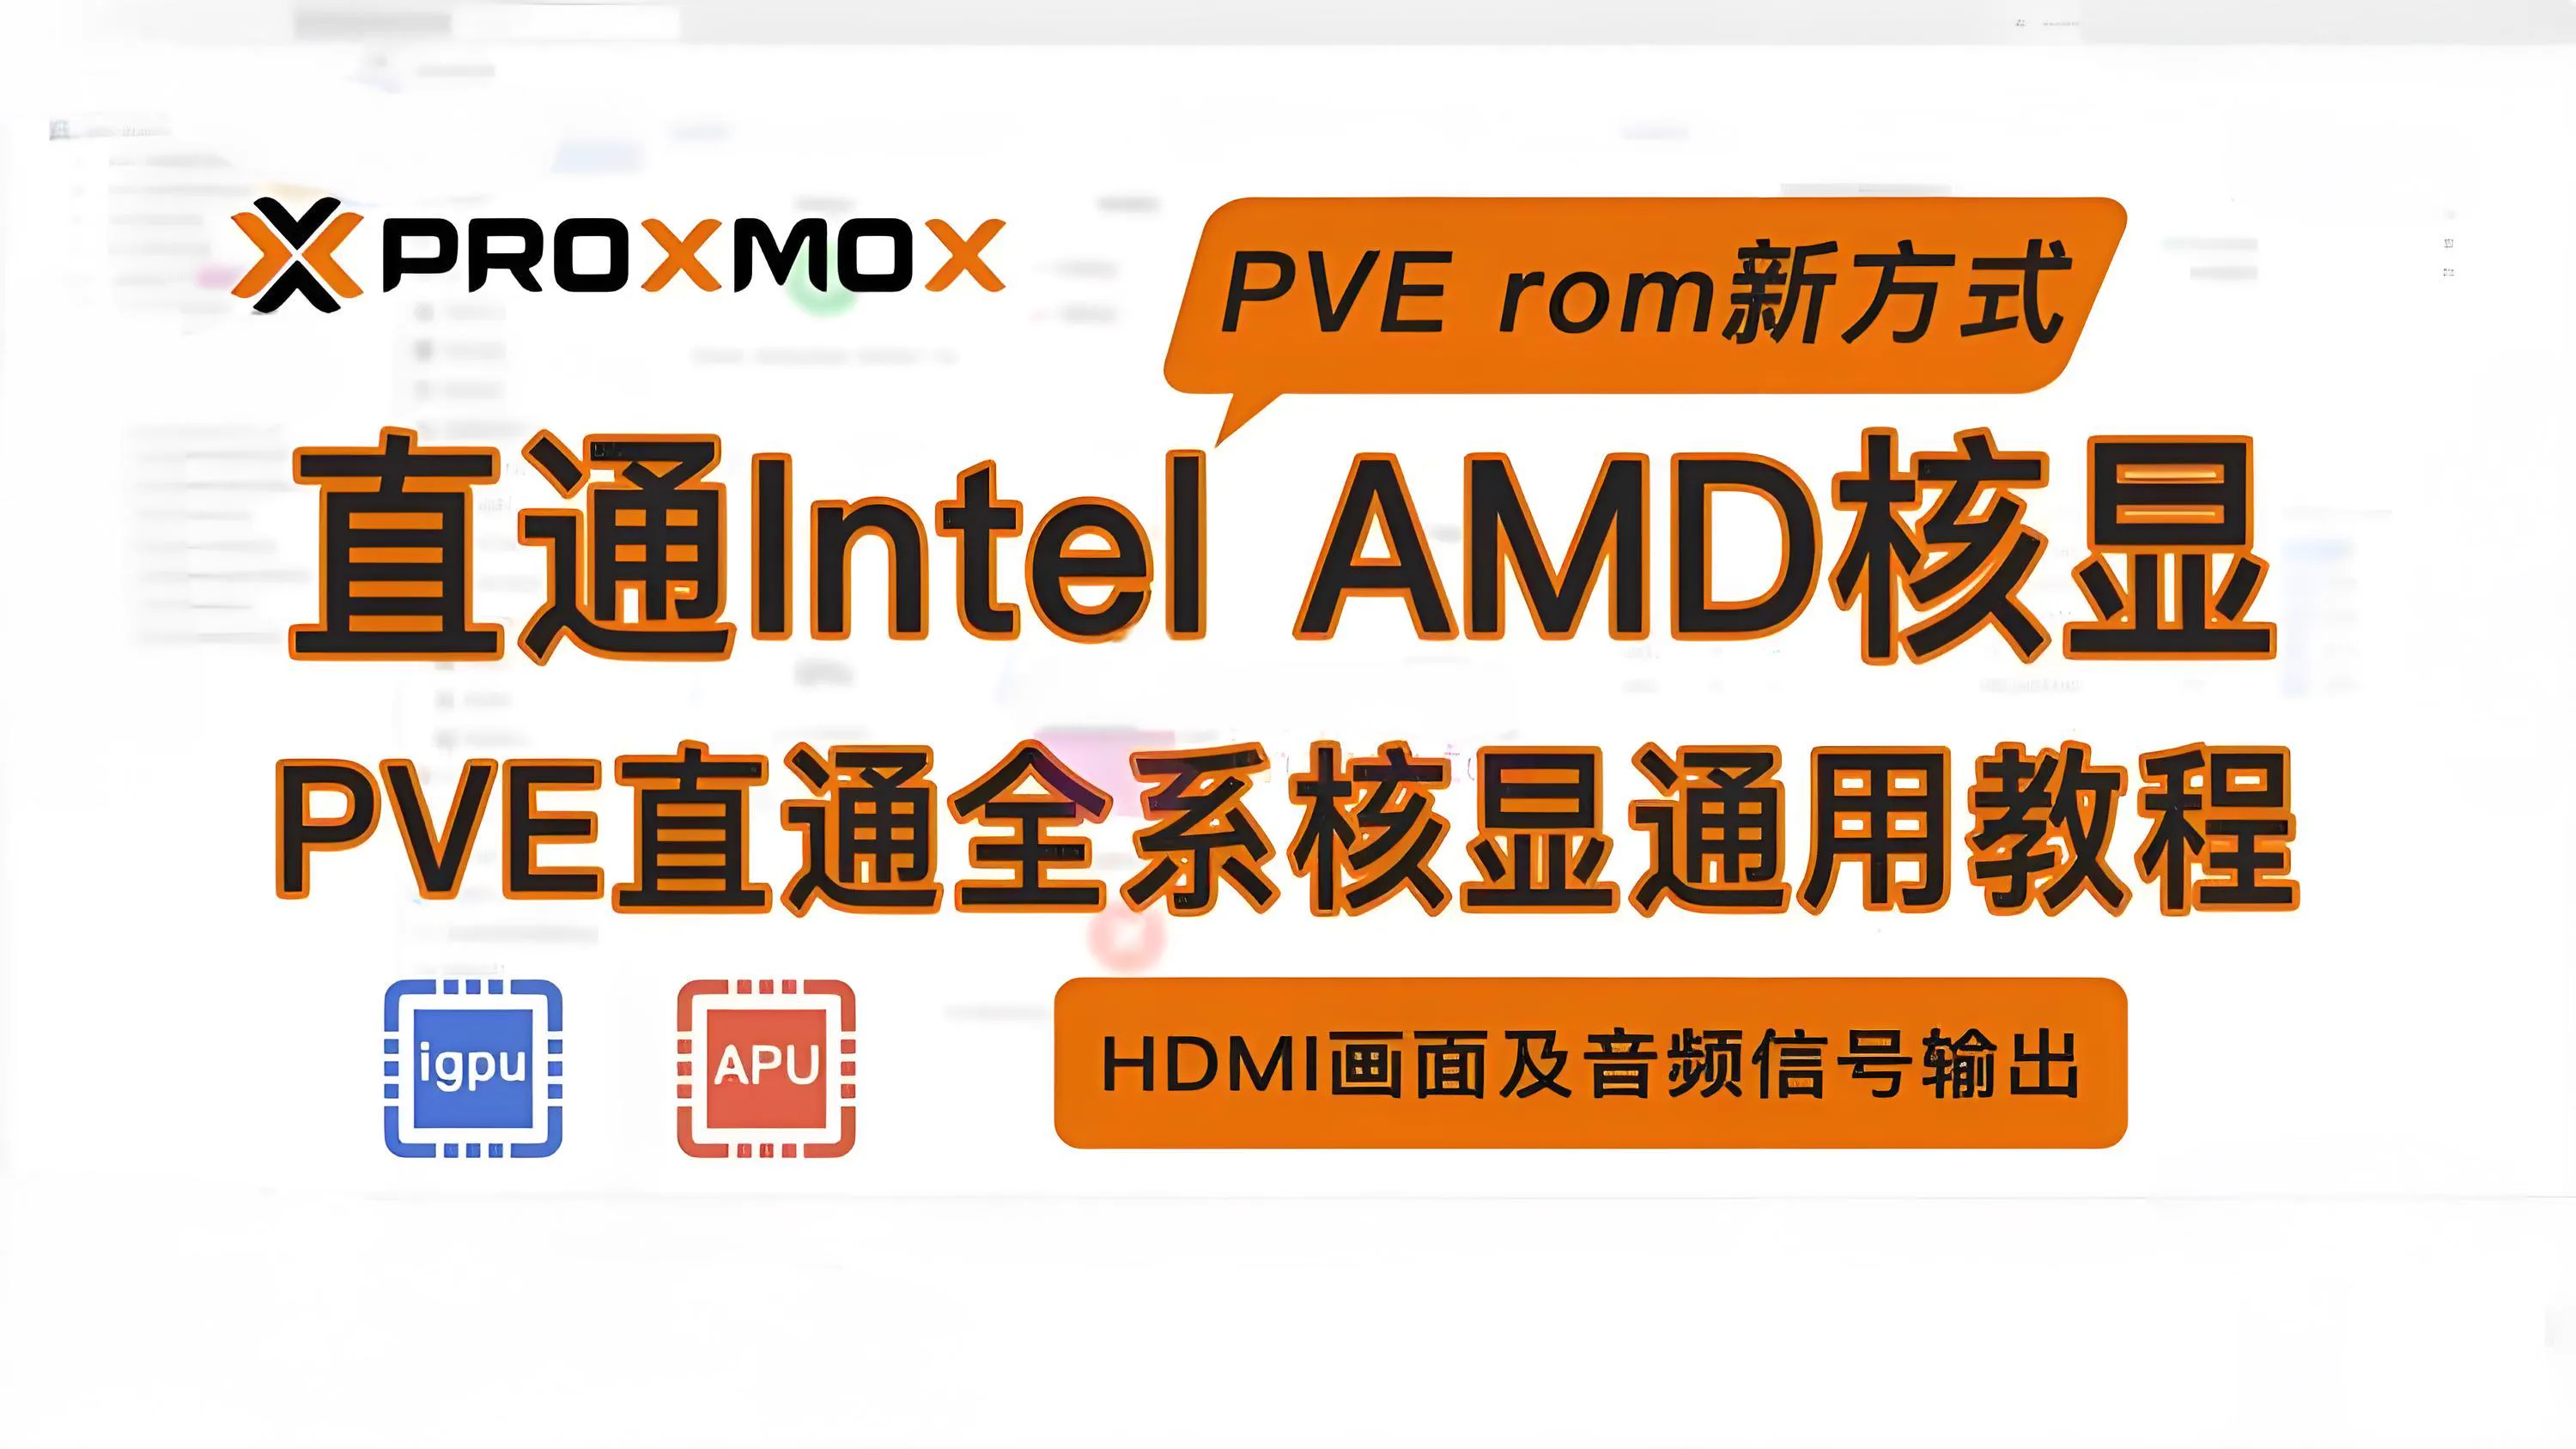 PROXMOX
PVE rom新方式
直通Intel AMD核显
PVE直通全系核显通用教程
igpu
APU
HDMI画面及音频信号输出